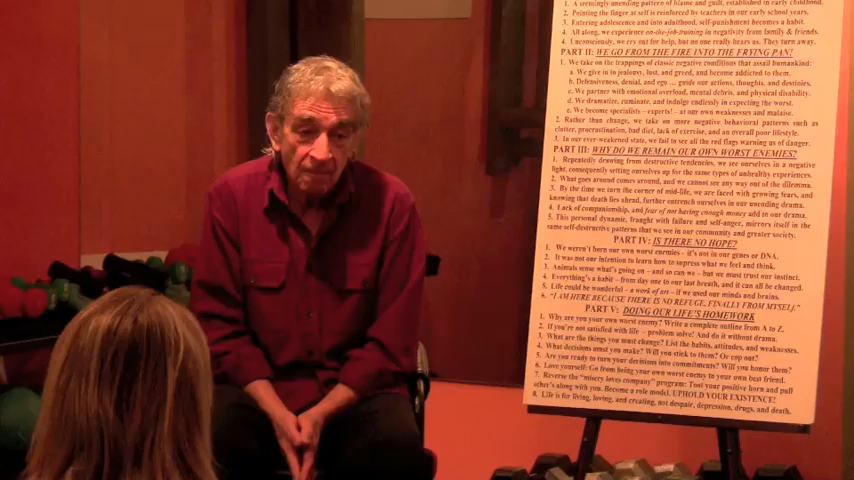 1. A seemingly unending pattern of blame and guilt, established in early childhood.
2. Pointing the finger at self is reinforced by teachers in our early school years.
3. Entering adolescence and into adulthood, self-punishment becomes a habit.
4. All along, we experience on-the-job-training in negativity from family & friends.
4. Unconsciously, we cry out for help, but no one really hears us. They turn away.
PART II: WE GO FROM THE FIRE INTO THE FRYING PAN!
1. We take on the trappings of classic negative conditions that assail humankind:
a. We give in to jealousy, lust, and greed, and become addicted to them.
b. Defensiveness, denial, and ego ... guide our actions, thoughts, and destinies.
c. We partner with emotional overload, mental debris, and physical disability.
d. We dramatize, ruminate, and indulge endlessly in expecting the worst.
e. We become specialists – experts! – at our own weaknesses and malaise.
2. Rather than change, we take on more negative behavioral patterns such as
clutter, procrastination, bad diet, lack of exercise, and an overall poor lifestyle.
3. In our ever-weakened state, we fail to see all the red flags warning us of danger.
PART III: WHY DO WE REMAIN OUR OWN WORST ENEMIES?
1. Repeatedly drawing from destructive tendencies, we see ourselves in a negative
light, consequently setting ourselves up for the same types of unhealthy experiences.
2. What goes around comes around, and we cannot see any way out of the dilemma.
3. By the time we turn the corner of mid-life, we are faced with growing fears, and
knowing that death lies ahead, further entrench ourselves in our unending drama.
4. Lack of companionship, and fear of not having enough money add to our drama.
5. This personal dynamic, fraught with failure and self-anger, mirrors itself in the
same self-destructive patterns that we see in our community and greater society.
PART IV: IS THERE NO HOPE?
1. We weren't born our own worst enemies – it's not in our genes or DNA.
2. It was not our intention to learn how to supress what we feel and think.
3. Animals sense what's going on – and so can we – but we must trust our instinct.
4. Everything's a habit – from day one to our last breath, and it can all be changed.
5. Life could be wonderful – a work of art – if we used our minds and brains.
6. "I AM HERE BECAUSE THERE IS NO REFUGE, FINALLY FROM MYSELF."
PART V: DOING OUR LIFE'S HOMEWORK
1. Why are you your own worst enemy? Write a complete outline from A to Z.
2. If you're not satisfied with life – problem solve! And do it without drama.
3. What are the things you must change? List the habits, attitudes, and weaknesses.
4. What decisions must you make? Will you stick to them? Or cop out?
5. Are you ready to turn your decisions into commitments? Will you honor them?
6. Love yourself: Go from being your own worst enemy to your own best friend.
7. Reverse the "misery loves company" program: Toot your positive horn and pull
other's along with you. Become a role model. UPHOLD YOUR EXISTENCE!
8. Life is for living, loving, and creating, not despair, depression, drugs, and death.